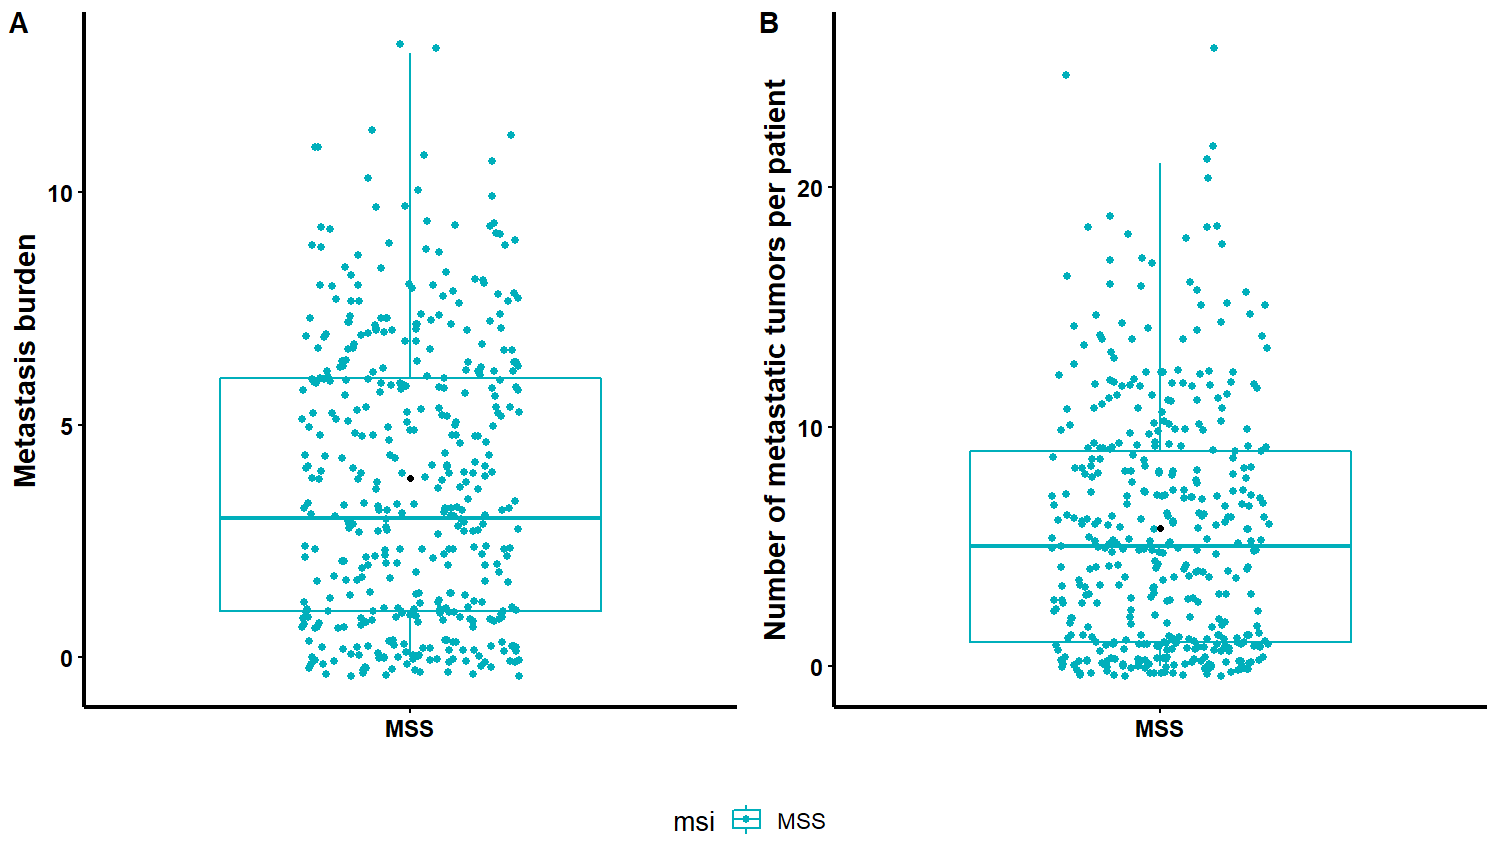 A
Metastasis burden
10
5
0
MSS
B
Number of metastatic tumors per patient
20
10
0
MSS
msi MSS